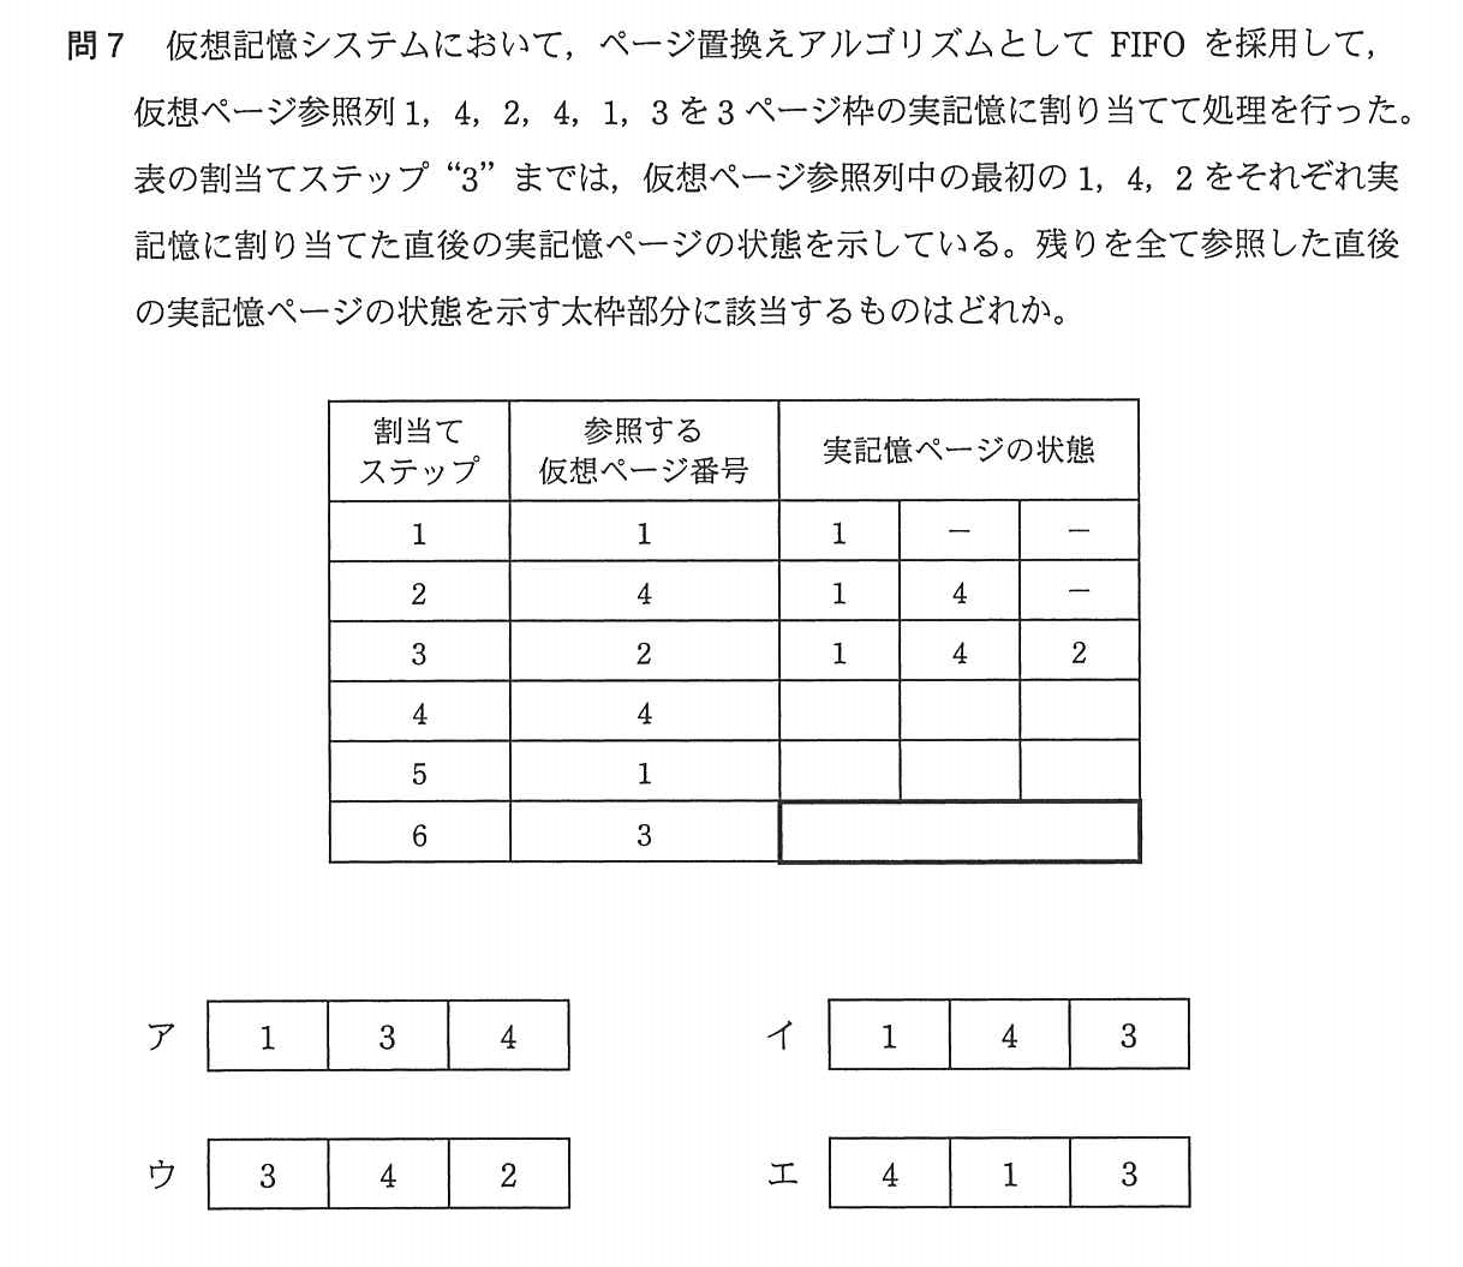 問7 仮想記憶システムにおいて，ページ置換えアルゴリズムとして FIFO を採用して，
仮想ページ参照列 1，4，2，4，1，3 を 3 ページ枠の実記憶に割り当てて処理を行った。
表の割当てステップ “3” までは，仮想ページ参照列中の最初の 1，4，2 をそれぞれ実
記憶に割り当てた直後の実記憶ページの状態を示している。残りを全て参照した直後
の実記憶ページの状態を示す太枠部分に該当するものはどれか。
割当て
ステップ
参照する
仮想ページ番号
実記憶ページの状態
1 1 1 － －
2 4 1 4 －
3 2 1 4 2
4 4
5 1
6 3
ア 1 3 4
イ 1 4 3
ウ 3 4 2
エ 4 1 3